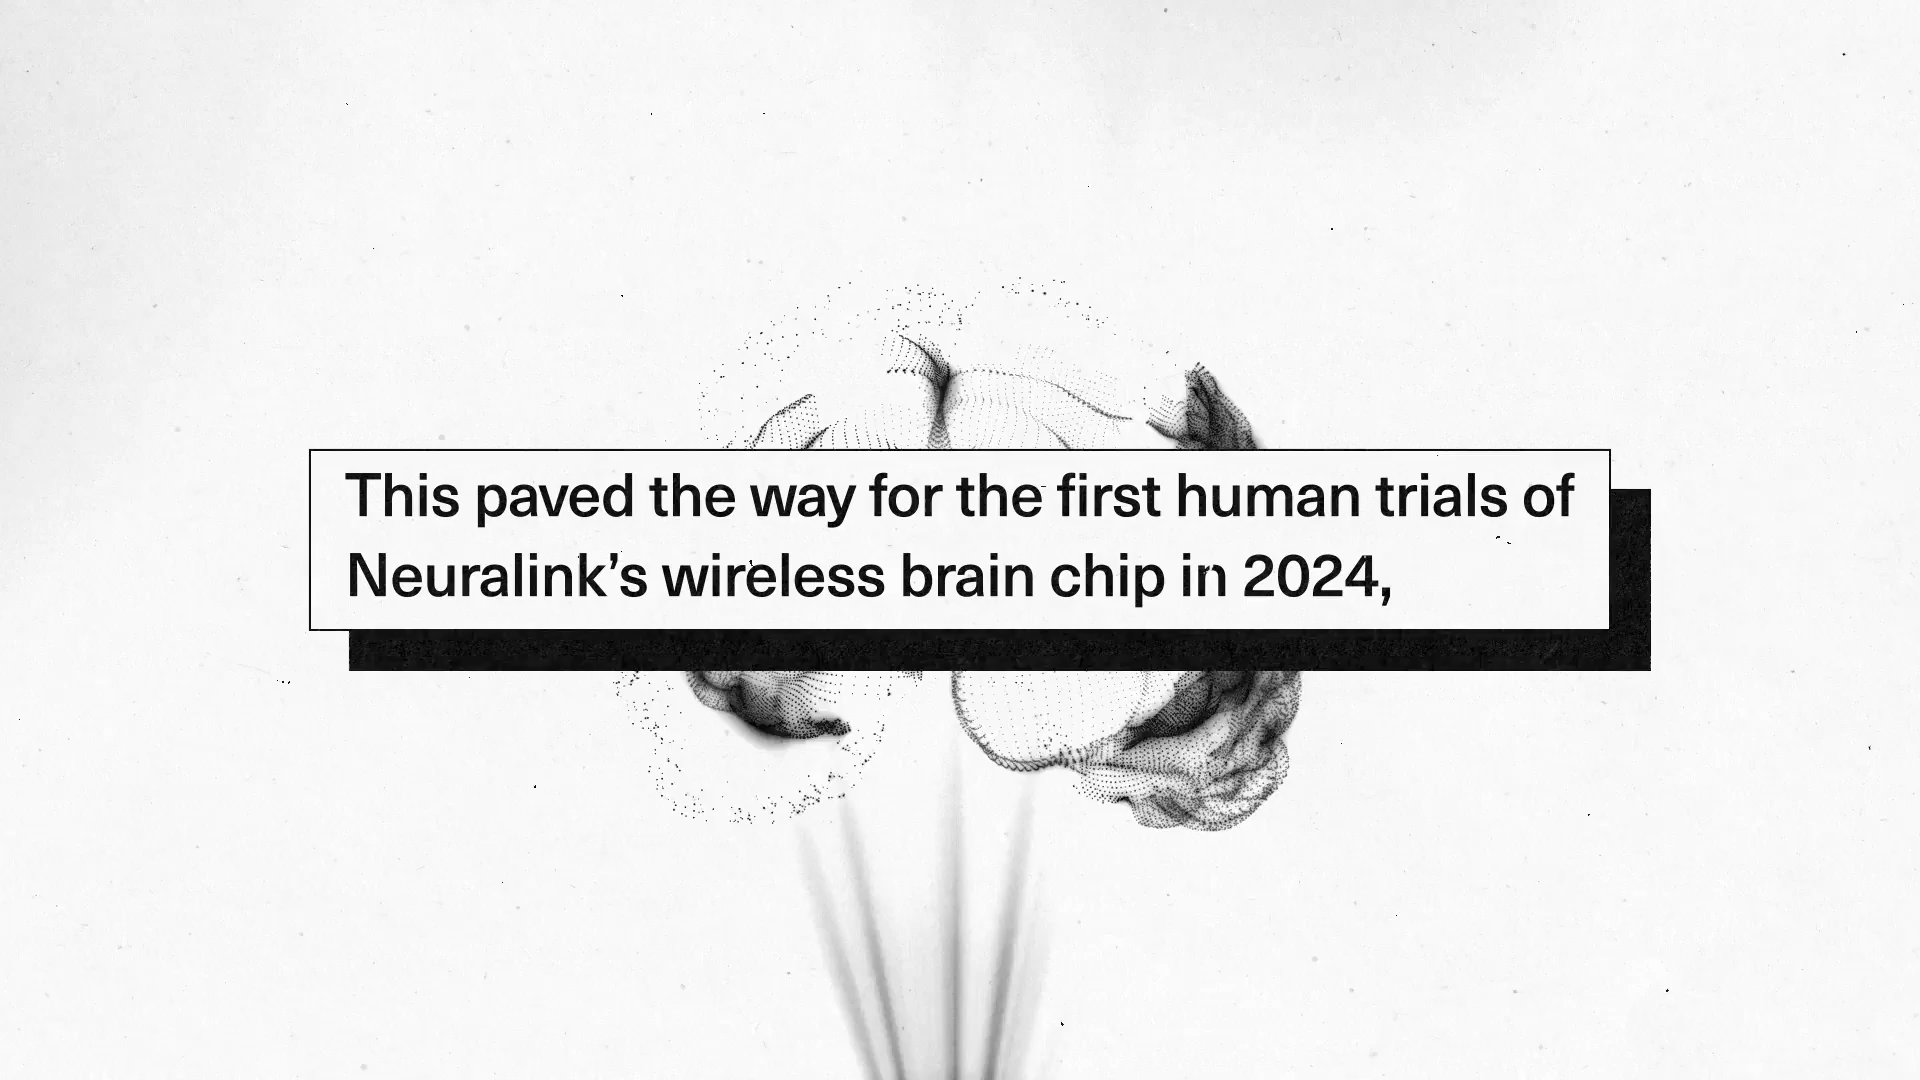 This paved the way for the first human trials of
Neuralink’s wireless brain chip in 2024,